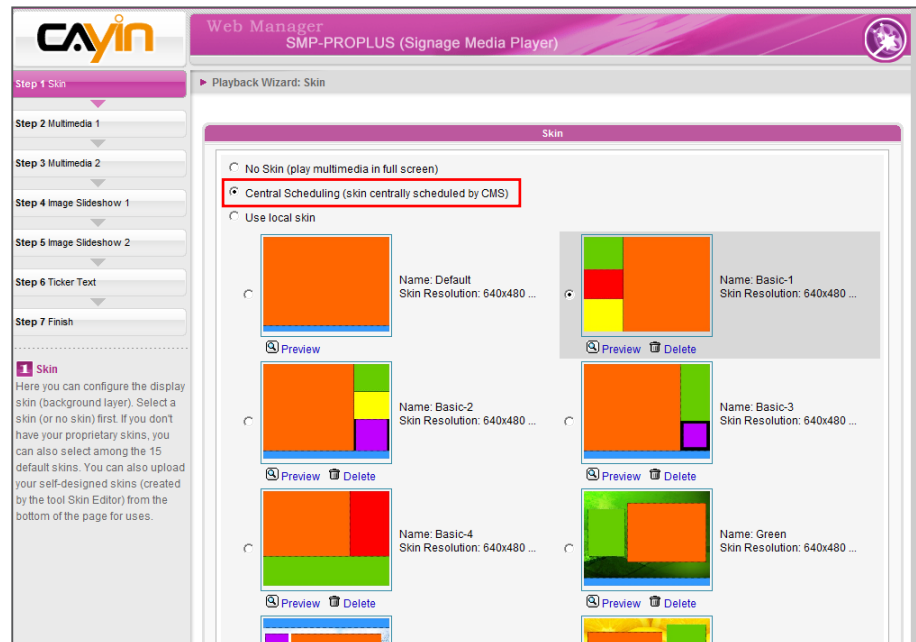 CAYIN
Web Manager
SMP-PROPLUS (Signage Media Player)
Step 1 Skin
Step 2 Multimedia 1
Step 3 Multimedia 2
Step 4 Image Slideshow 1
Step 5 Image Slideshow 2
Step 6 Ticker Text
Step 7 Finish
1 Skin
Here you can configure the display
skin (background layer). Select a
skin (or no skin) first. If you don't
have your proprietary skins, you
can also select among the 15
default skins. You can also upload
your self-designed skins (created
by the tool Skin Editor) from the
bottom of the page for uses.
Playback Wizard: Skin
Skin
No Skin (play multimedia in full screen)
Central Scheduling (skin centrally scheduled by CMS)
Use local skin
Name: Default
Skin Resolution: 640x480 ...
Preview
Name: Basic-1
Skin Resolution: 640x480 ...
Preview Delete
Name: Basic-2
Skin Resolution: 640x480 ...
Preview Delete
Name: Basic-3
Skin Resolution: 640x480 ...
Preview Delete
Name: Basic-4
Skin Resolution: 640x480 ...
Preview Delete
Name: Green
Skin Resolution: 640x480 ...
Preview Delete